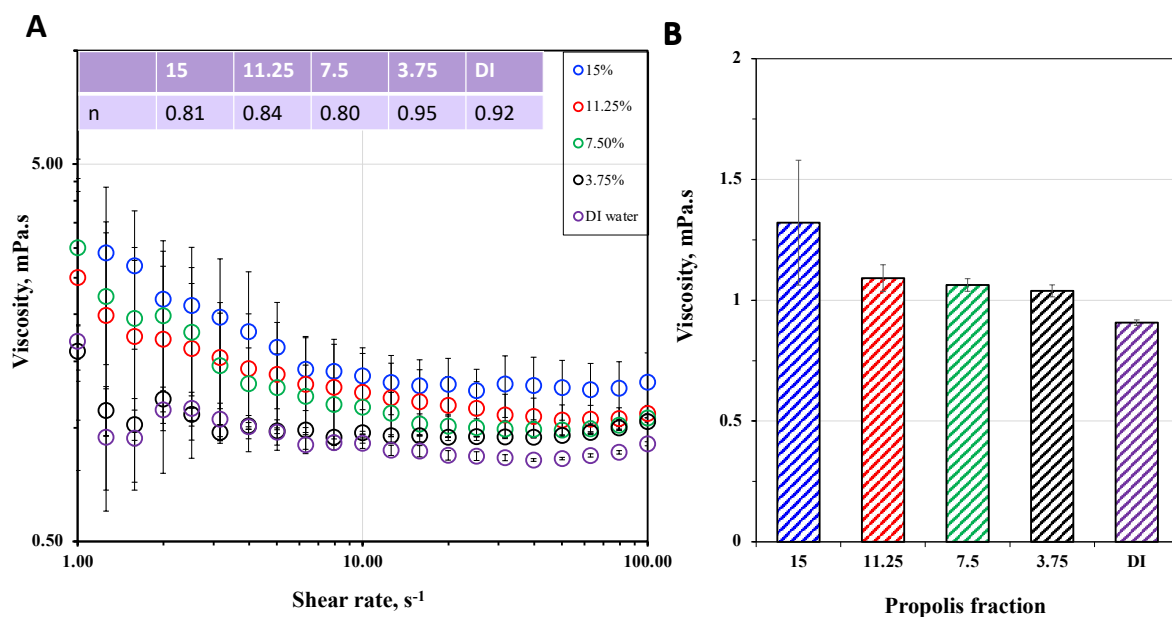 A
15 11.25 7.5 3.75 DI
n 0.81 0.84 0.80 0.95 0.92
15%
11.25%
7.50%
3.75%
DI water
5.00
0.50
Viscosity, mPa.s
1.00 10.00 100.00
Shear rate, s⁻¹
B
2
1.5
1
0.5
0
Viscosity, mPa.s
15 11.25 7.5 3.75 DI
Propolis fraction